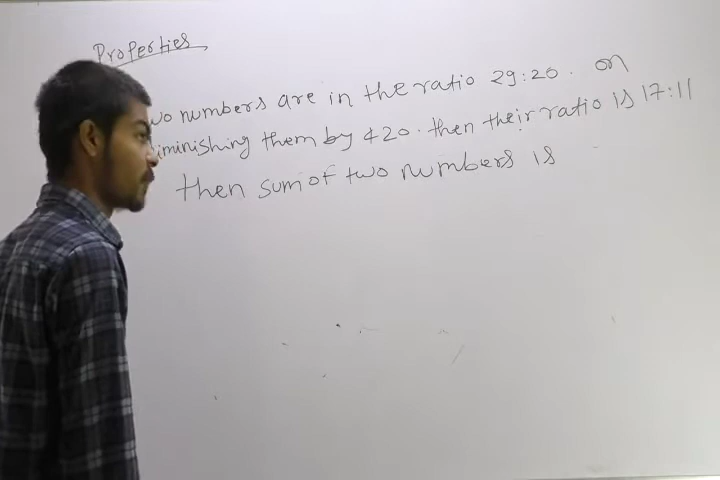 Properties
wo numbers are in the ratio 29:20. on
iminishing them by 420. then their ratio is 17:11
then sum of two numbers is